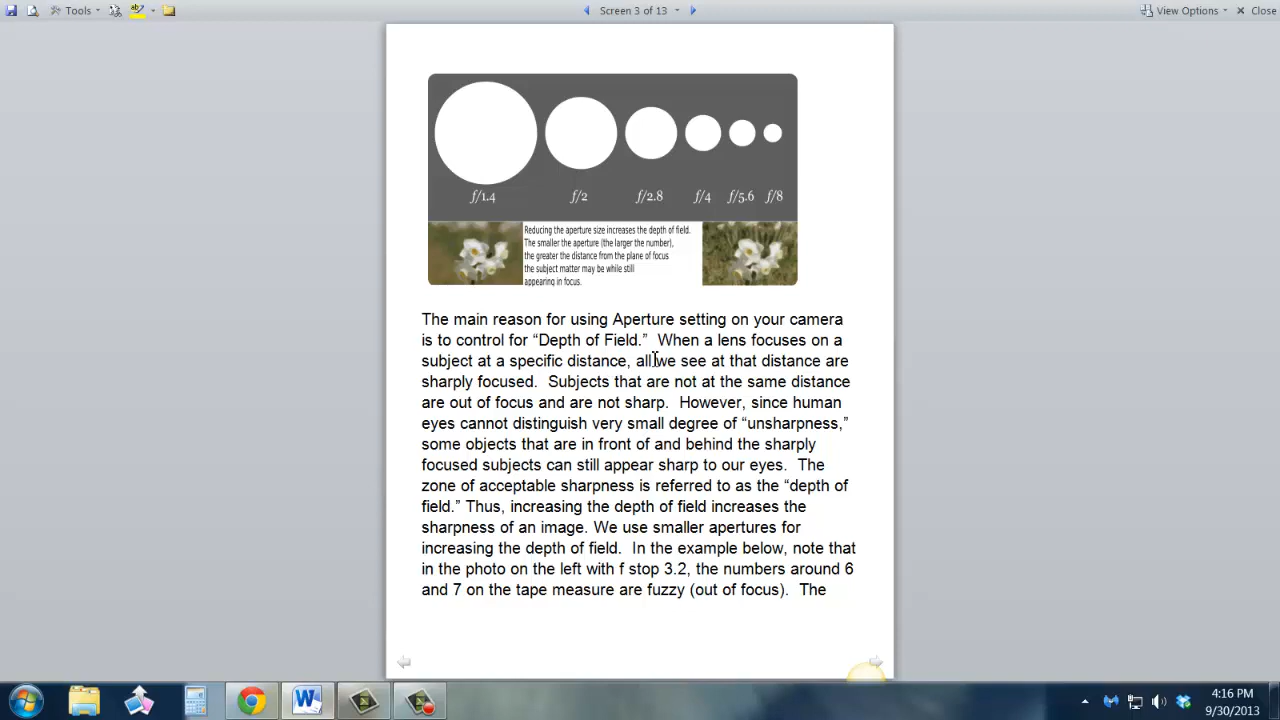 Tools
Screen 3 of 13
View Options
Close
f/1.4 f/2 f/2.8 f/4 f/5.6 f/8
Reducing the aperture size increases the depth of field.
The smaller the aperture (the larger the number),
the greater the distance from the plane of focus
the subject matter may be while still
appearing in focus.
The main reason for using Aperture setting on your camera
is to control for “Depth of Field.” When a lens focuses on a
subject at a specific distance, all we see at that distance are
sharply focused. Subjects that are not at the same distance
are out of focus and are not sharp. However, since human
eyes cannot distinguish very small degree of “unsharpness,”
some objects that are in front of and behind the sharply
focused subjects can still appear sharp to our eyes. The
zone of acceptable sharpness is referred to as the “depth of
field.” Thus, increasing the depth of field increases the
sharpness of an image. We use smaller apertures for
increasing the depth of field. In the example below, note that
in the photo on the left with f stop 3.2, the numbers around 6
and 7 on the tape measure are fuzzy (out of focus). The
4:16 PM
9/30/2013